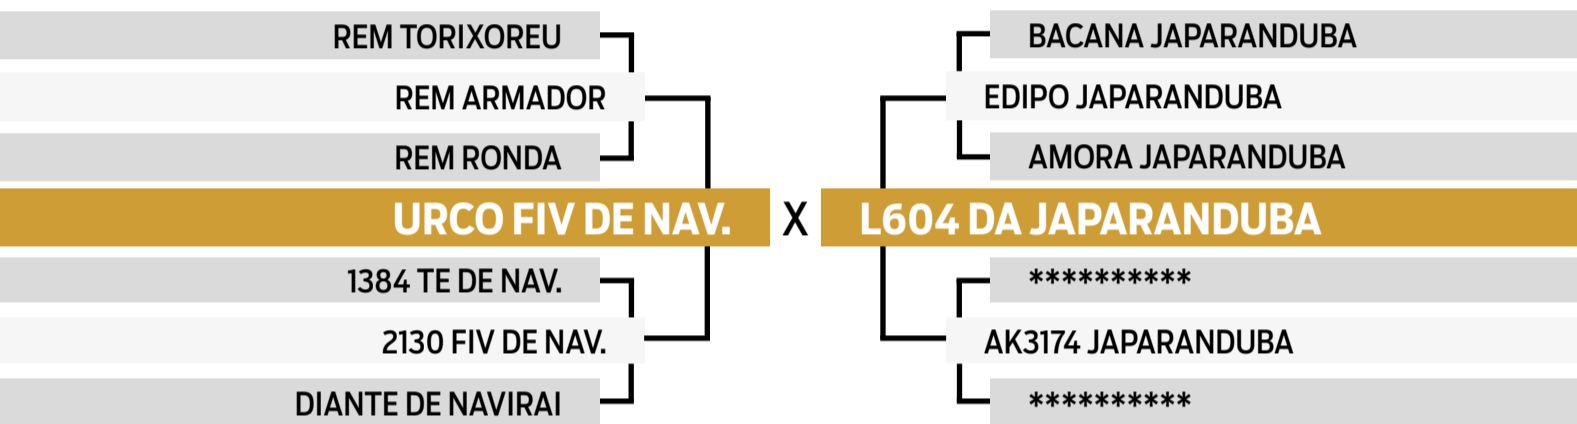 REM TORIXOREU
BACANA JAPARANDUBA
REM ARMADOR
EDIPO JAPARANDUBA
REM RONDA
AMORA JAPARANDUBA
URCO FIV DE NAV. X L604 DA JAPARANDUBA
1384 TE DE NAV.
**********
2130 FIV DE NAV.
AK3174 JAPARANDUBA
DIANTE DE NAVIRAI
**********